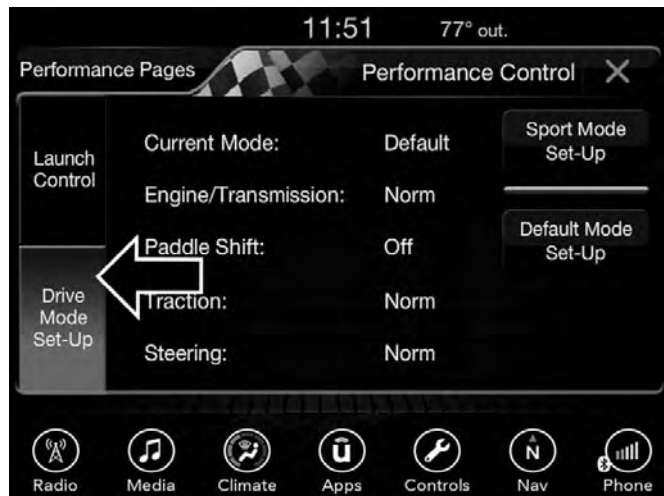 11:51 77° out.
Performance Pages Performance Control
Launch
Control
Drive
Mode
Set-Up
Current Mode: Default
Engine/Transmission: Norm
Paddle Shift: Off
Traction: Norm
Steering: Norm
Sport Mode
Set-Up
Default Mode
Set-Up
Radio Media Climate Apps Controls Nav Phone